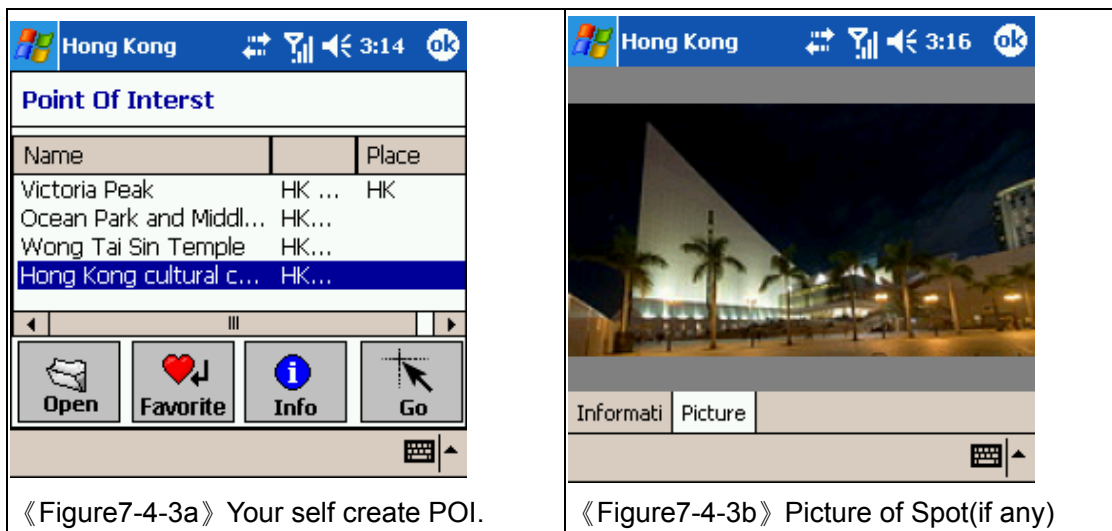 Hong Kong 3:14 ok
Point Of Interst
Name Place
Victoria Peak HK ... HK
Ocean Park and Middl... HK...
Wong Tai Sin Temple HK...
Hong Kong cultural c... HK...
Open Favorite Info Go
《Figure7-4-3a》Your self create POI.
Hong Kong 3:16 ok
Informati Picture
《Figure7-4-3b》Picture of Spot(if any)